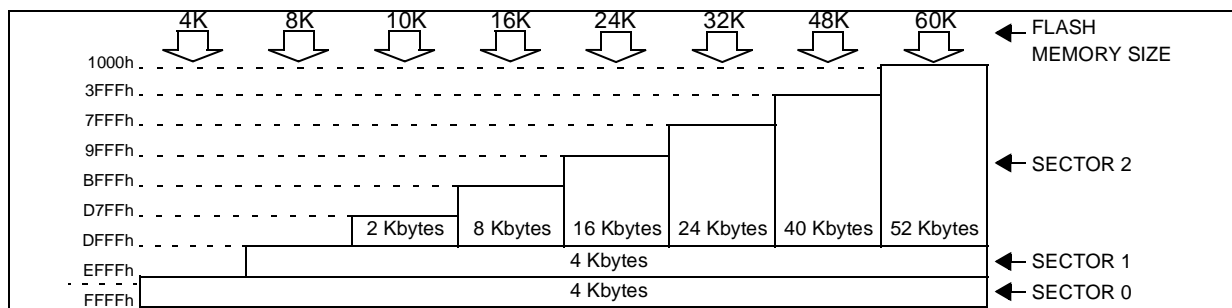 4K 8K 10K 16K 24K 32K 48K 60K
FLASH
MEMORY SIZE
1000h
3FFFh
7FFFh
9FFFh
SECTOR 2
BFFFh
D7FFh
2 Kbytes 8 Kbytes 16 Kbytes 24 Kbytes 40 Kbytes 52 Kbytes
DFFFh
4 Kbytes
SECTOR 1
EFFFh
4 Kbytes
SECTOR 0
FFFFh